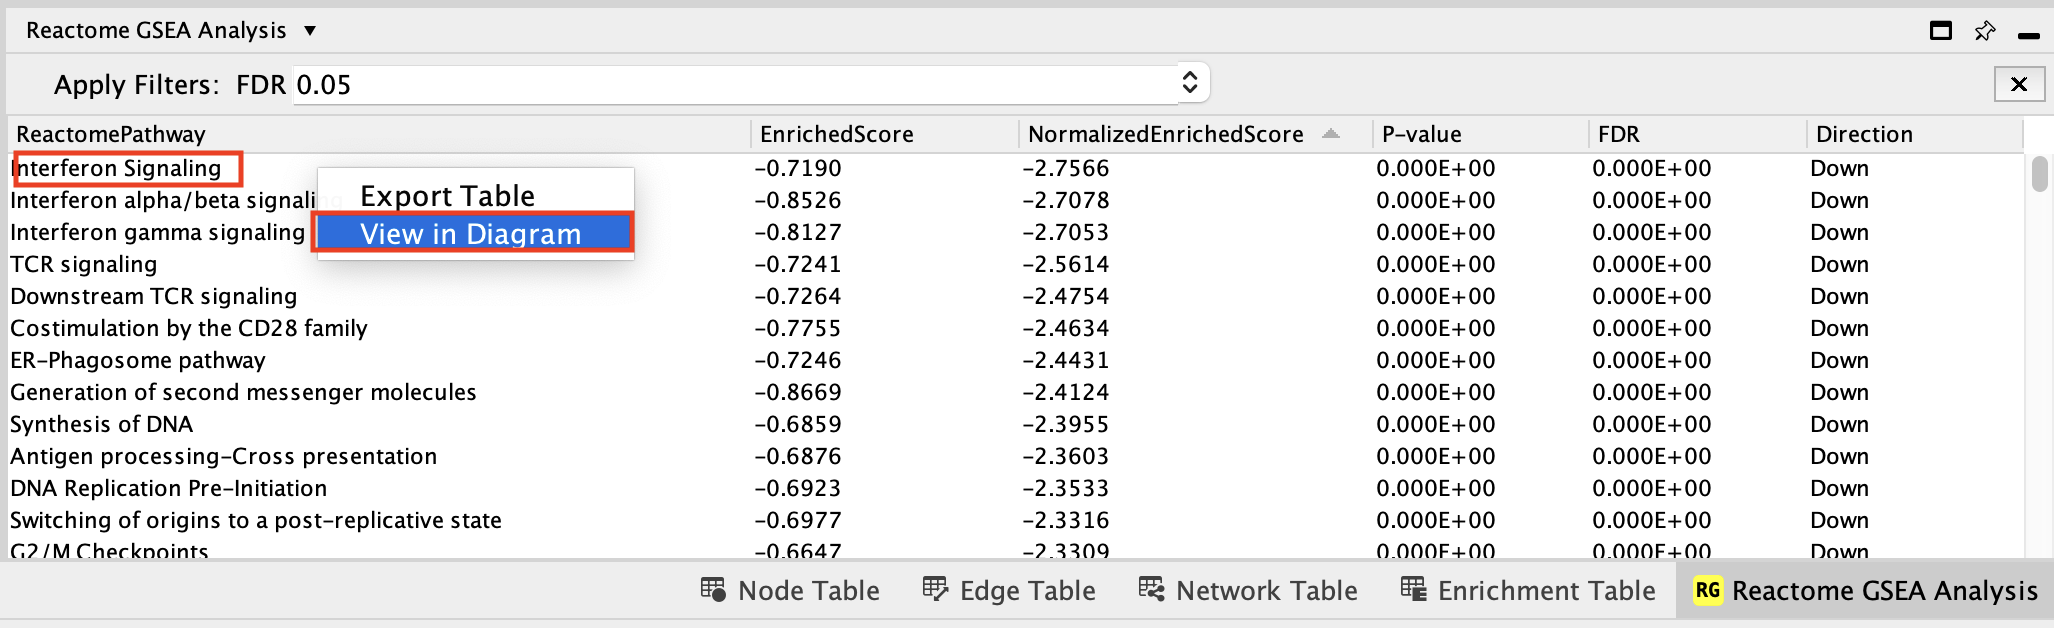 Reactome GSEA Analysis ▼
Apply Filters: FDR 0.05
ReactomePathway EnrichedScore NormalizedEnrichedScore P-value FDR Direction
Interferon Signaling -0.7190 -2.7566 0.000E+00 0.000E+00 Down
Export Table
Interferon alpha/beta signaling -0.8526 -2.7078 0.000E+00 0.000E+00 Down
Interferon gamma signaling -0.8127 -2.7053 0.000E+00 0.000E+00 Down
View in Diagram
TCR signaling -0.7241 -2.5614 0.000E+00 0.000E+00 Down
Downstream TCR signaling -0.7264 -2.4754 0.000E+00 0.000E+00 Down
Costimulation by the CD28 family -0.7755 -2.4634 0.000E+00 0.000E+00 Down
ER-Phagosome pathway -0.7246 -2.4431 0.000E+00 0.000E+00 Down
Generation of second messenger molecules -0.8669 -2.4124 0.000E+00 0.000E+00 Down
Synthesis of DNA -0.6859 -2.3955 0.000E+00 0.000E+00 Down
Antigen processing-Cross presentation -0.6876 -2.3603 0.000E+00 0.000E+00 Down
DNA Replication Pre-Initiation -0.6923 -2.3533 0.000E+00 0.000E+00 Down
Switching of origins to a post-replicative state -0.6977 -2.3316 0.000E+00 0.000E+00 Down
G2/M Checkpoints -0.6647 -2.3309 0.000E+00 0.000E+00 Down
Node Table Edge Table Network Table Enrichment Table RG Reactome GSEA Analysis